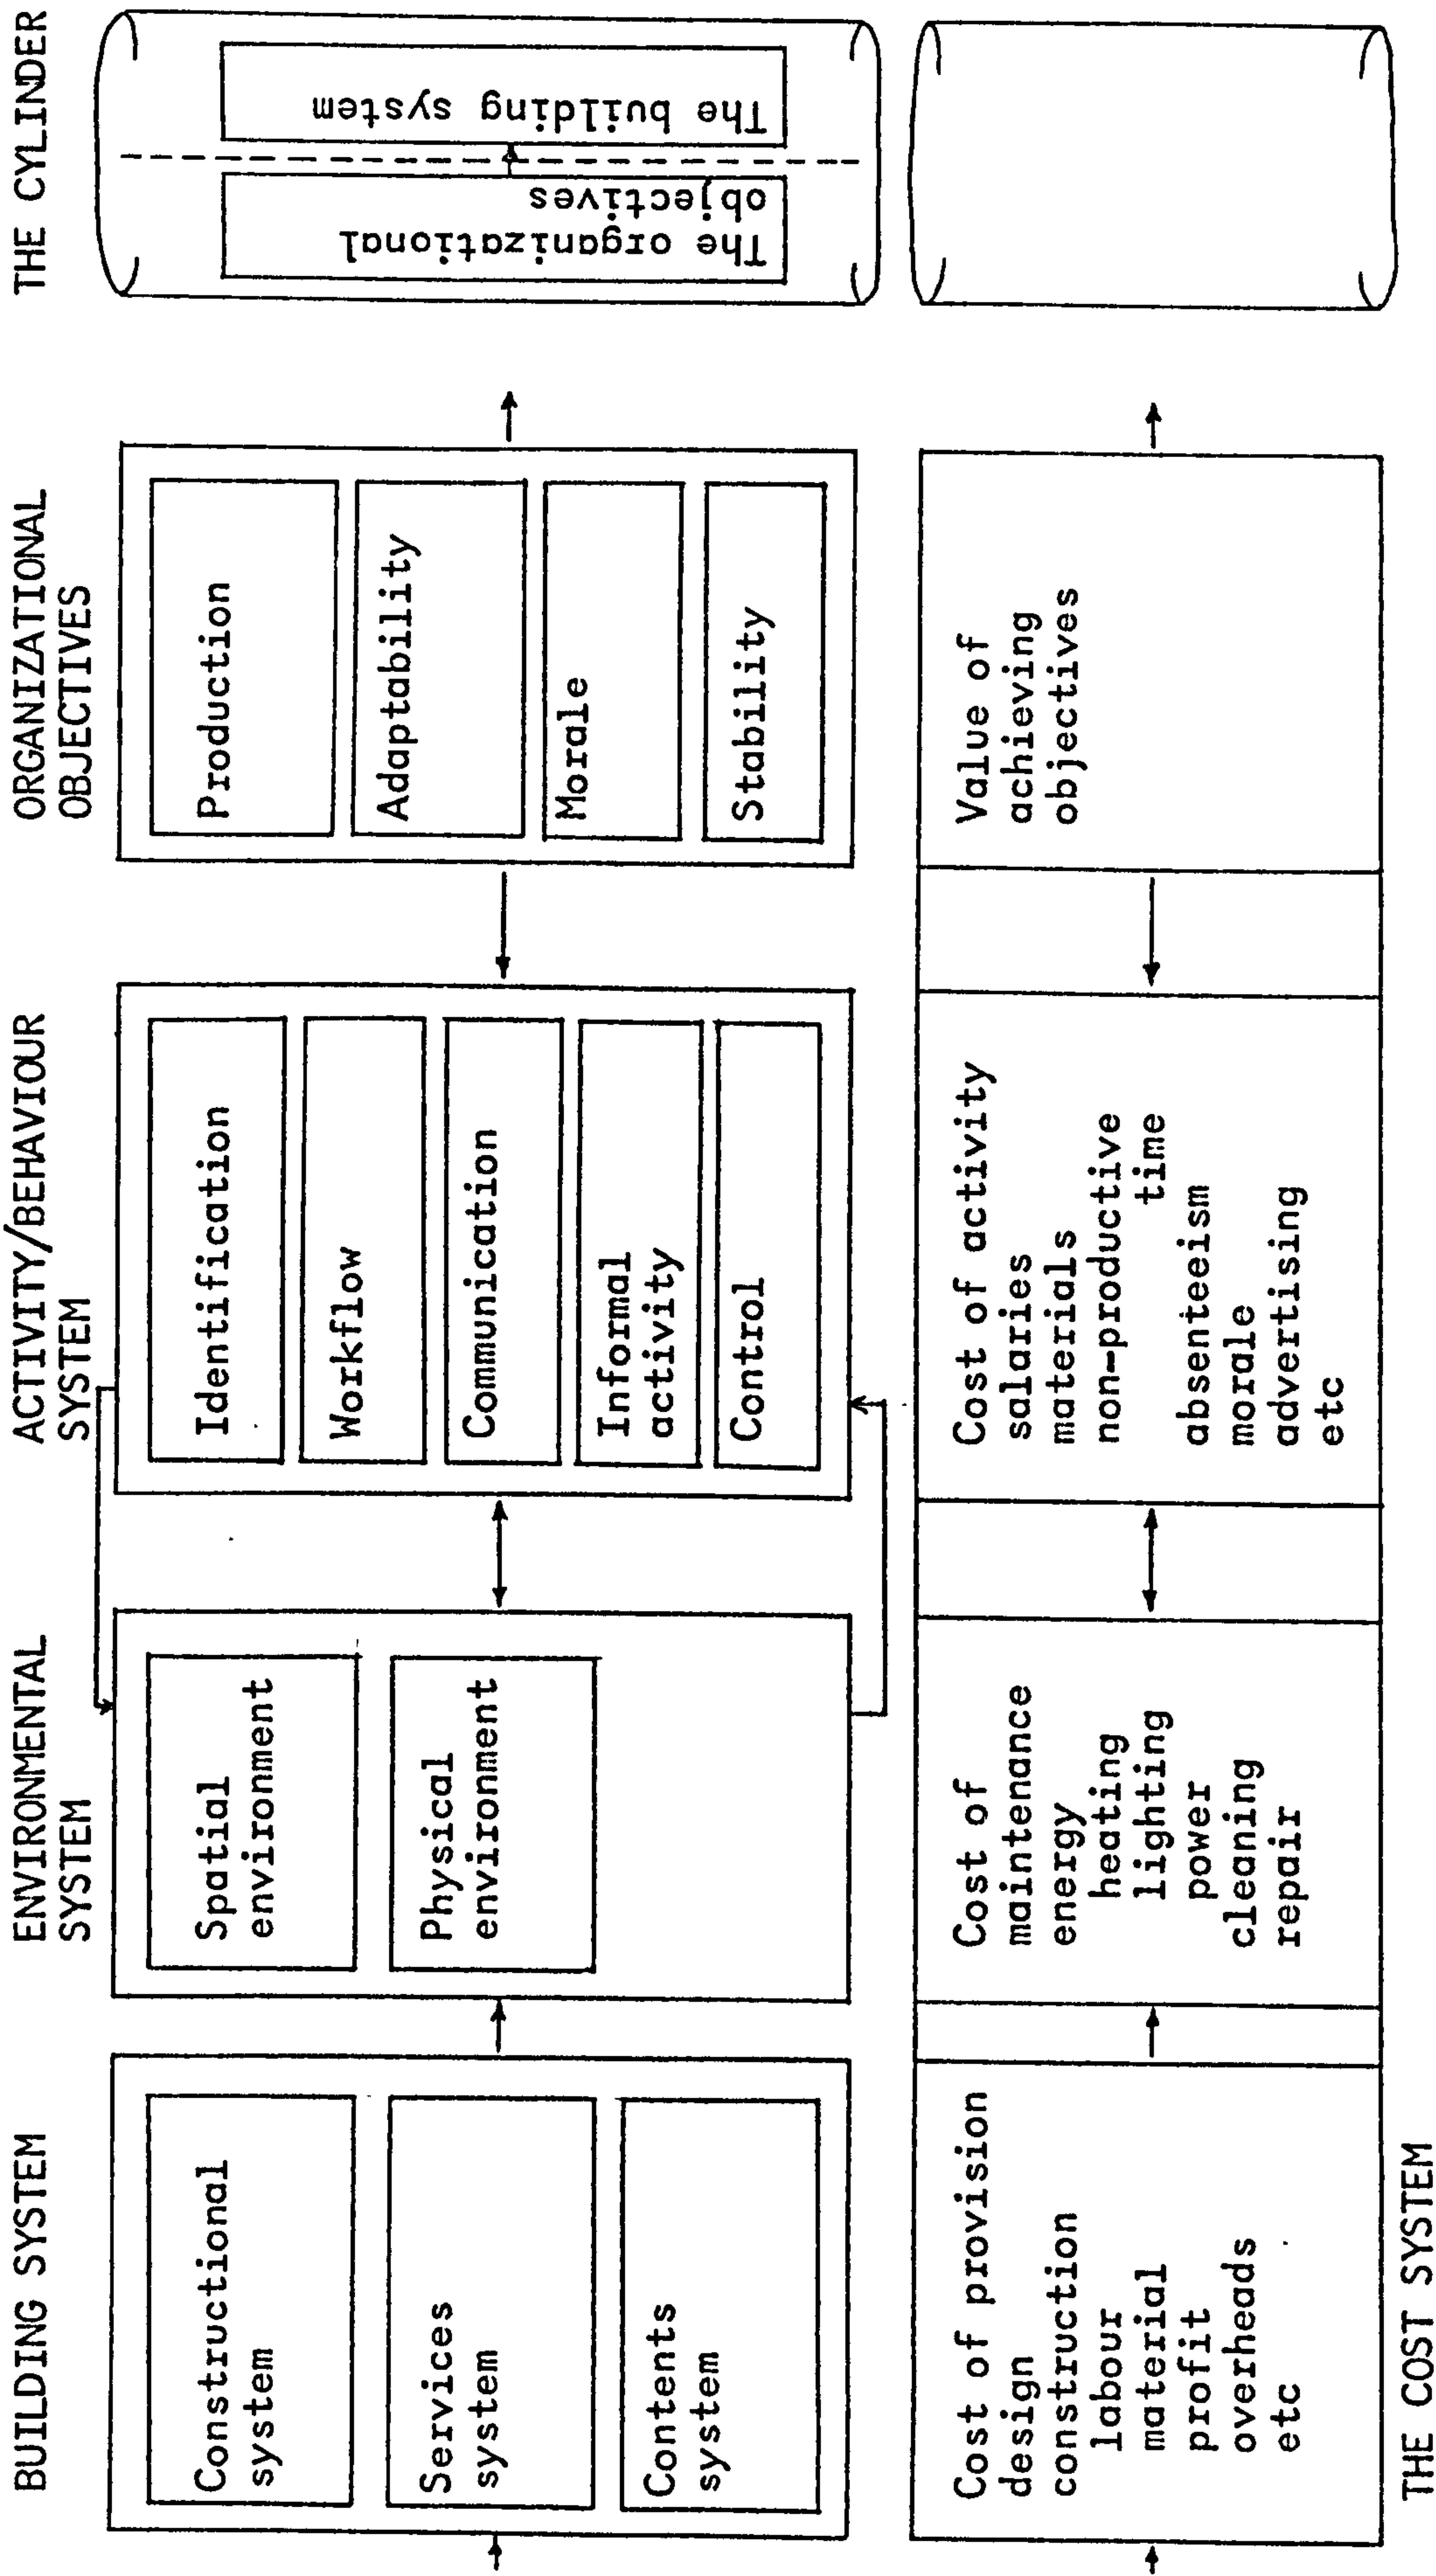 BUILDING SYSTEM
Constructional
system
Services
system
Contents
system
ENVIRONMENTAL
SYSTEM
Spatial
environment
Physical
environment
ACTIVITY/BEHAVIOUR
SYSTEM
Identification
Workflow
Communication
Informal
activity
Control
ORGANIZATIONAL
OBJECTIVES
Production
Adaptability
Morale
Stability
THE CYLINDER
The organizational
objectives
The building system
Cost of provision
design
construction
labour
material
profit
overheads
etc
Cost of
maintenance
energy
heating
lighting
power
cleaning
repair
Cost of activity
salaries
materials
non-productive
time
absenteeism
morale
advertising
etc
Value of
achieving
objectives
THE COST SYSTEM